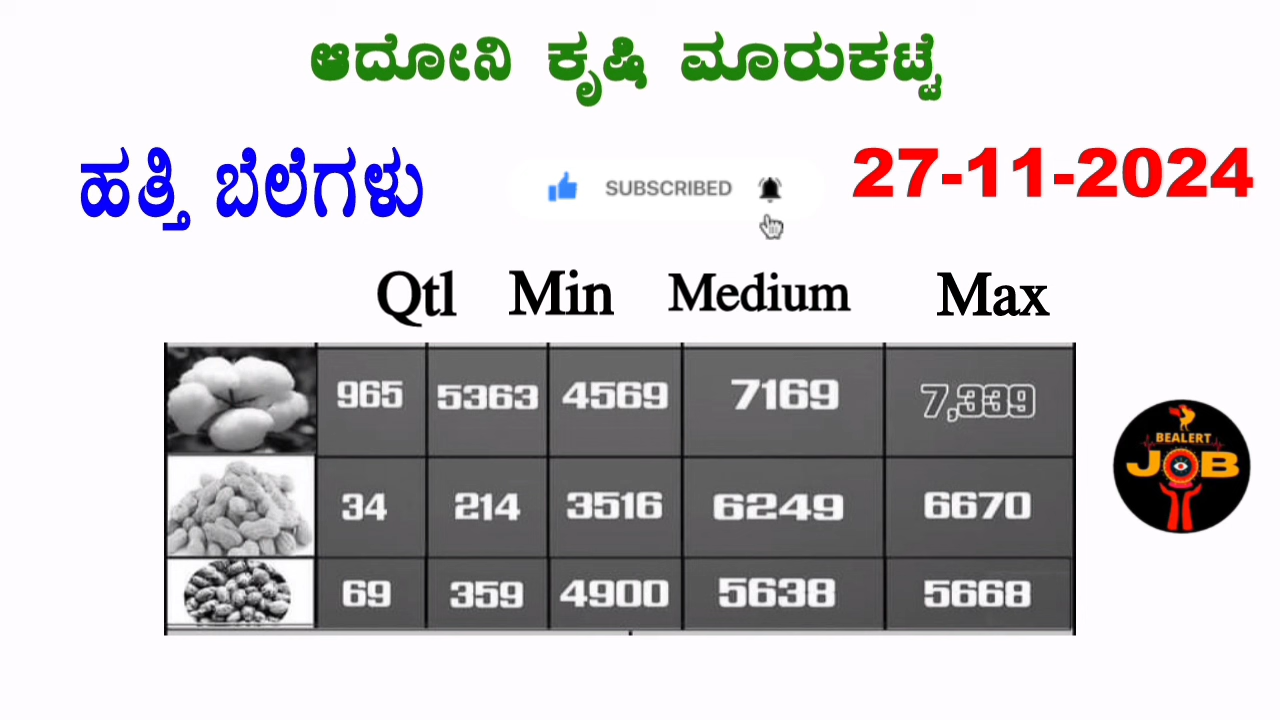 ಆದೋನಿ ಕೃಷಿ ಮಾರುಕಟ್ಟೆ
ಹತ್ತಿ ಬೆಲೆಗಳು SUBSCRIBED 27-11-2024
Qtl Min Medium Max
965 5363 4569 7169 7,339
34 214 3516 6249 6670
69 359 4900 5638 5668
BEALERT
JOB